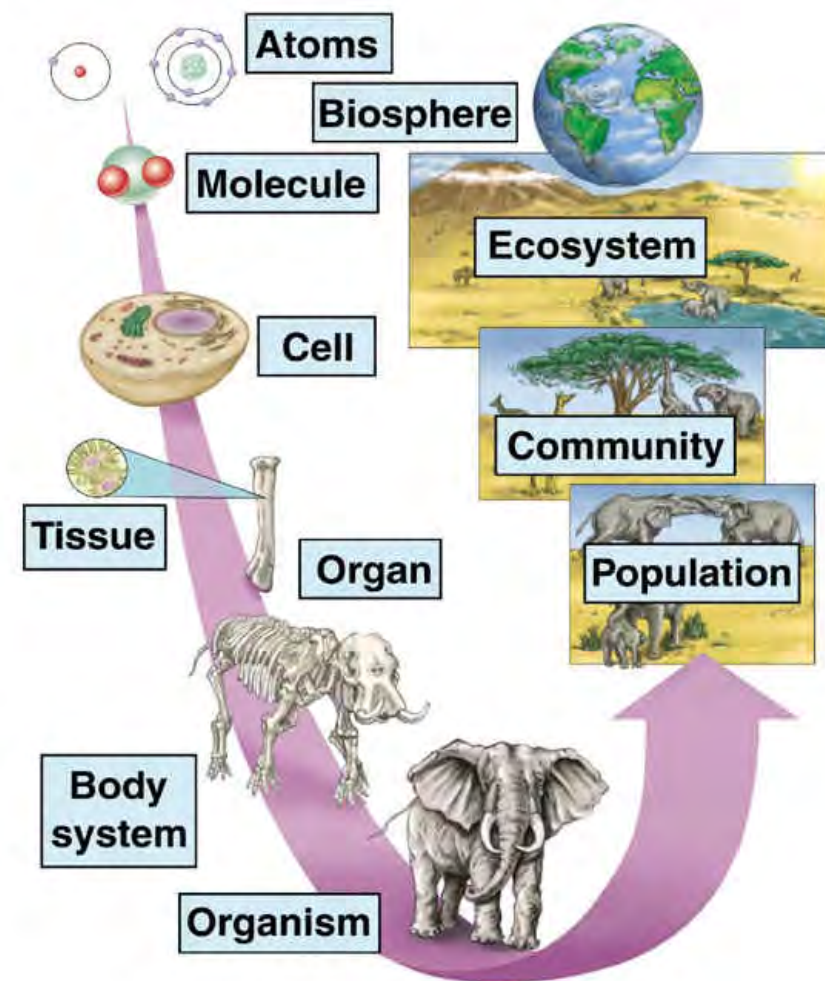 Atoms
Biosphere
Molecule
Ecosystem
Cell
Community
Tissue
Organ
Population
Body
system
Organism